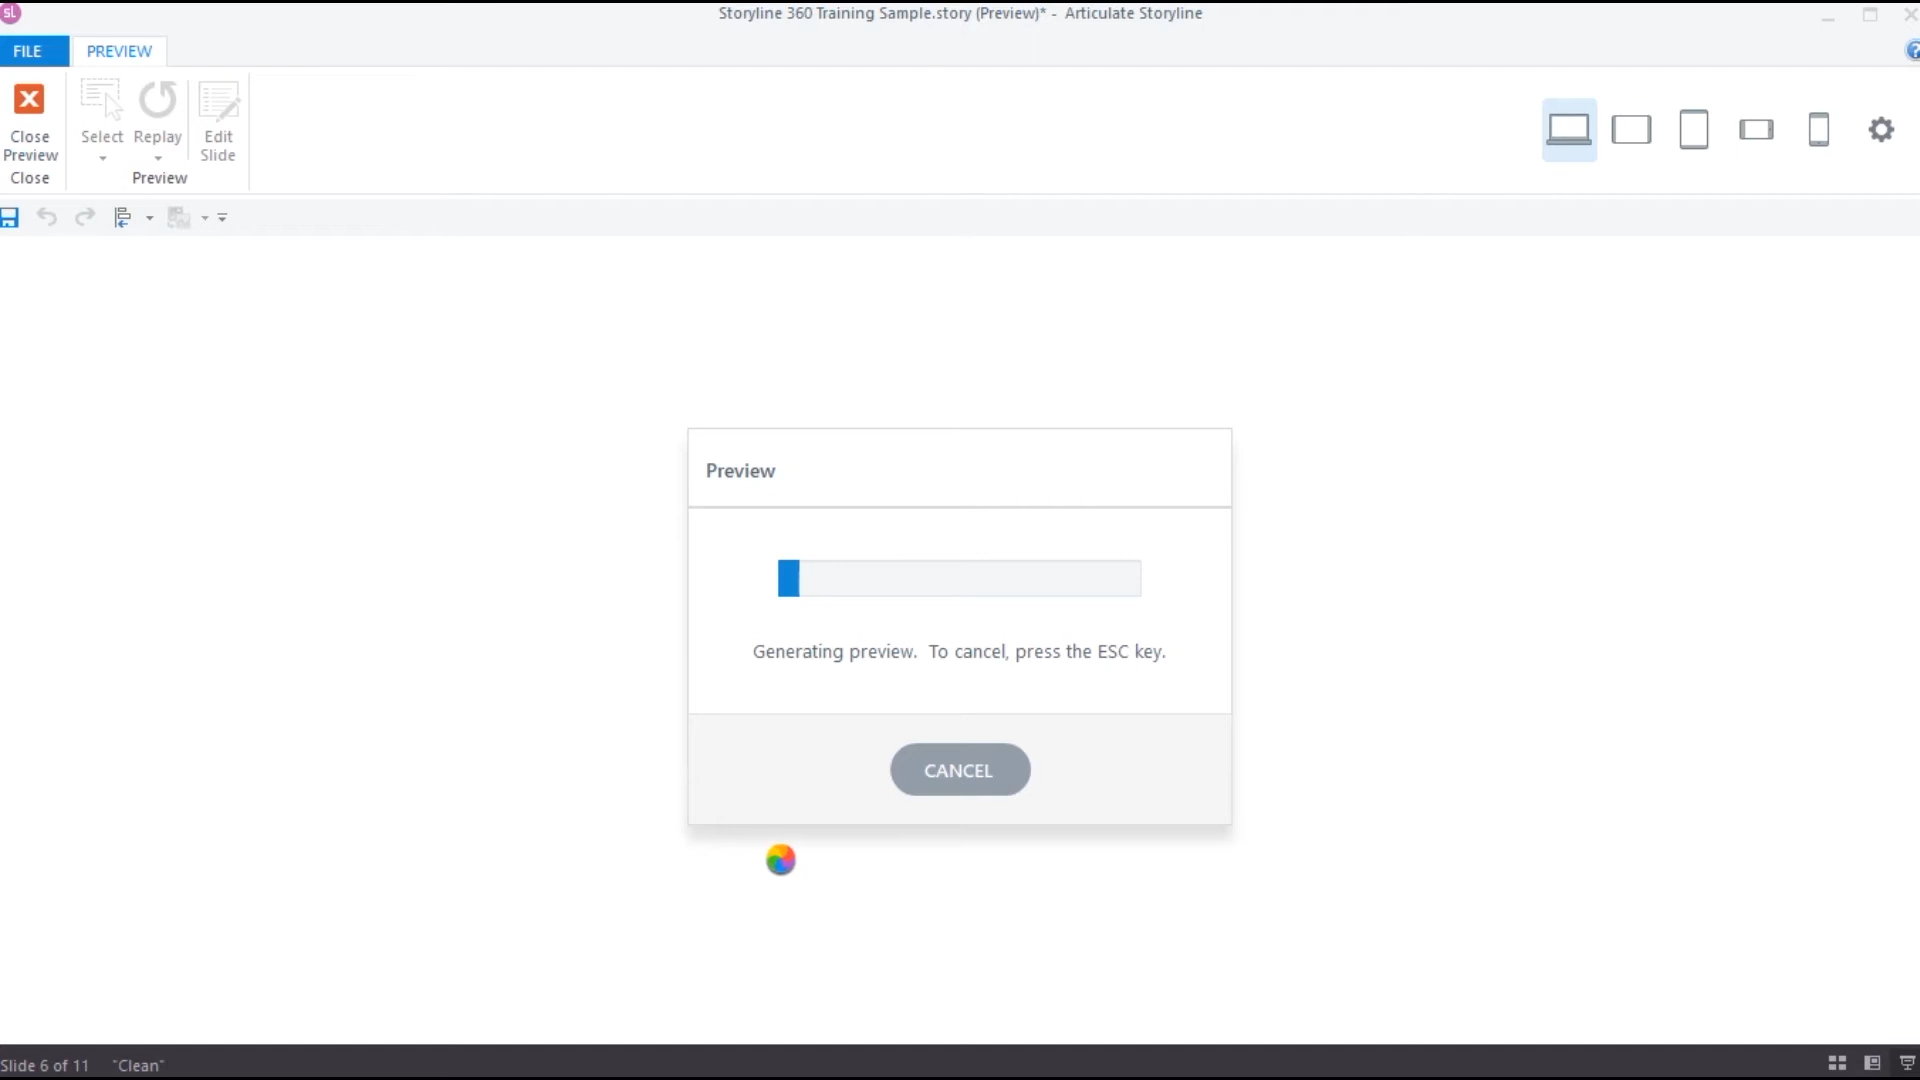 sL
Storyline 360 Training Sample.story (Preview)* - Articulate Storyline
FILE
PREVIEW
?
Close
Preview
Select
Replay
Edit
Slide
Close
Preview
Preview
Generating preview. To cancel, press the ESC key.
CANCEL
Slide 6 of 11
"Clean"